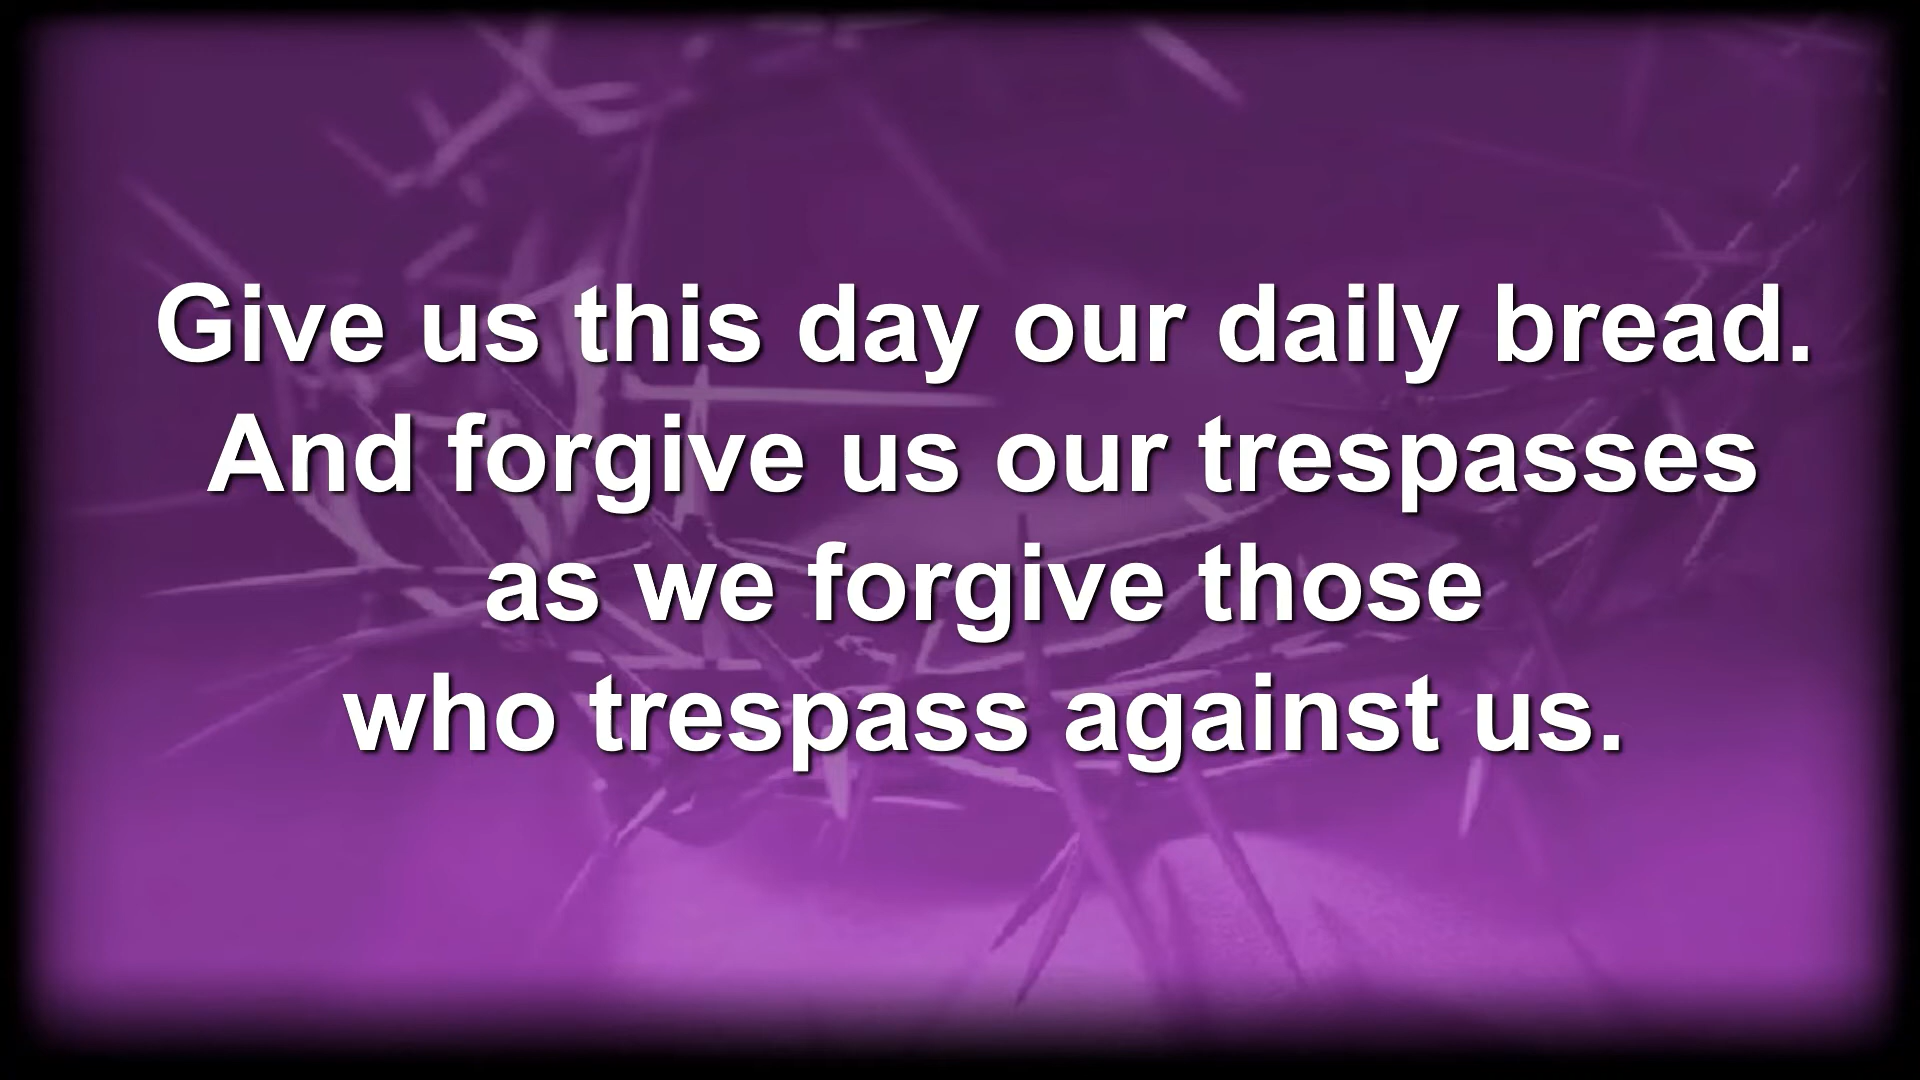 Give us this day our daily bread.
And forgive us our trespasses
as we forgive those
who trespass against us.